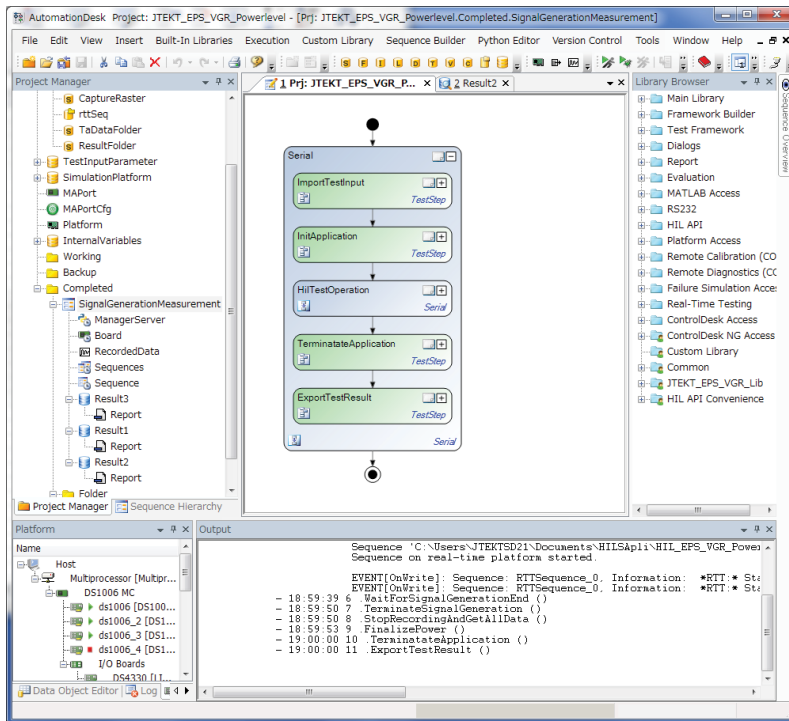 AutomationDesk Project: JTEKT_EPS_VGR_Powerlevel - [Prj: JTEKT_EPS_VGR_Powerlevel.Completed.SignalGenerationMeasurement]
File Edit View Insert Built-In Libraries Execution Custom Library Sequence Builder Python Editor Version Control Tools Window Help
Project Manager
CaptureRaster
rttSeq
TaDataFolder
ResultFolder
TestInputParameter
SimulationPlatform
MAPort
MAPortCfg
Platform
InternalVariables
Working
Backup
Completed
SignalGenerationMeasurement
ManagerServer
Board
RecordedData
Sequences
Sequence
Result3
Report
Result1
Report
Result2
Report
Folder
Project Manager Sequence Hierarchy
1 Prj: JTEKT_EPS_VGR_P... 2 Result2
Serial
ImportTestInput
TestStep
InitApplication
TestStep
HilTestOperation
Serial
TerminatateApplication
TestStep
ExportTestResult
TestStep
Serial
Library Browser
Main Library
Framework Builder
Test Framework
Dialogs
Report
Evaluation
MATLAB Access
RS232
HIL API
Platform Access
Remote Calibration (CO
Remote Diagnostics (CC
Failure Simulation Acce:
Real-Time Testing
ControlDesk Access
ControlDesk NG Access
Custom Library
Common
JTEKT_EPS_VGR_Lib
HIL API Convenience
Sequence Overview
Platform
Name
Host
Multiprocessor [Multipr...
DS1006 MC
ds1006 [DS100...
ds1006_2 [DS1...
ds1006_3 [DS1...
ds1006_4 [DS1...
I/O Boards
DS4330 [LI...
Data Object Editor Log
Output
Sequence 'C:\Users\JTEKTSD21\Documents\HILSApli\HIL_EPS_VGR_Power
Sequence on real-time platform started.
EVENT[OnWrite]: Sequence: RTTSequence_0, Information: *RTT:* Sta
EVENT[OnWrite]: Sequence: RTTSequence_0, Information: *RTT:* Sta
- 18:59:39 6 .WaitForSignalGenerationEnd ()
- 18:59:50 7 .TerminateSignalGeneration ()
- 18:59:50 8 .StopRecordingAndGetAllData ()
- 18:59:53 9 .FinalizePower ()
- 19:00:00 10 .TerminatateApplication ()
- 19:00:00 11 .ExportTestResult ()